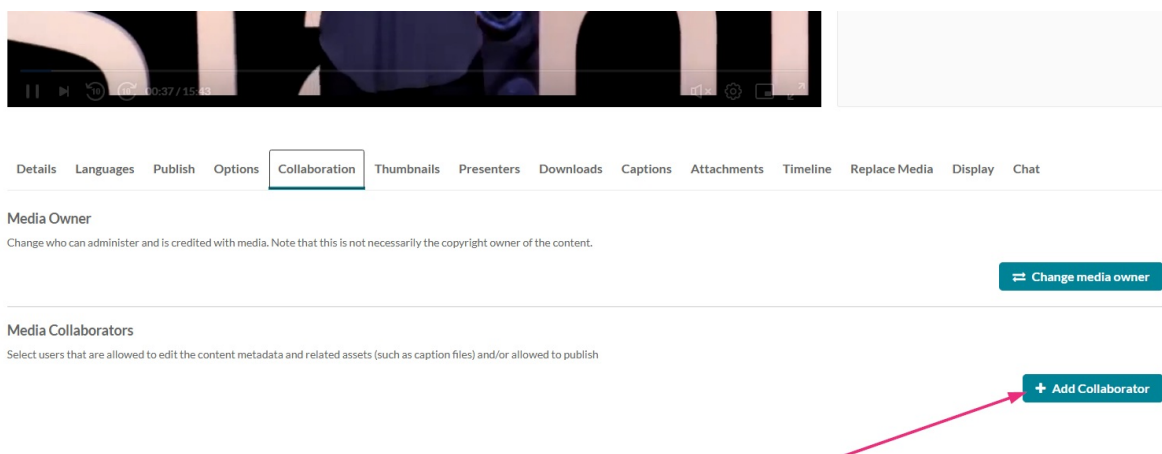 10 10 00:37 / 15:43
Details Languages Publish Options Collaboration Thumbnails Presenters Downloads Captions Attachments Timeline Replace Media Display Chat
Media Owner
Change who can administer and is credited with media. Note that this is not necessarily the copyright owner of the content.
Change media owner
Media Collaborators
Select users that are allowed to edit the content metadata and related assets (such as caption files) and/or allowed to publish
+ Add Collaborator